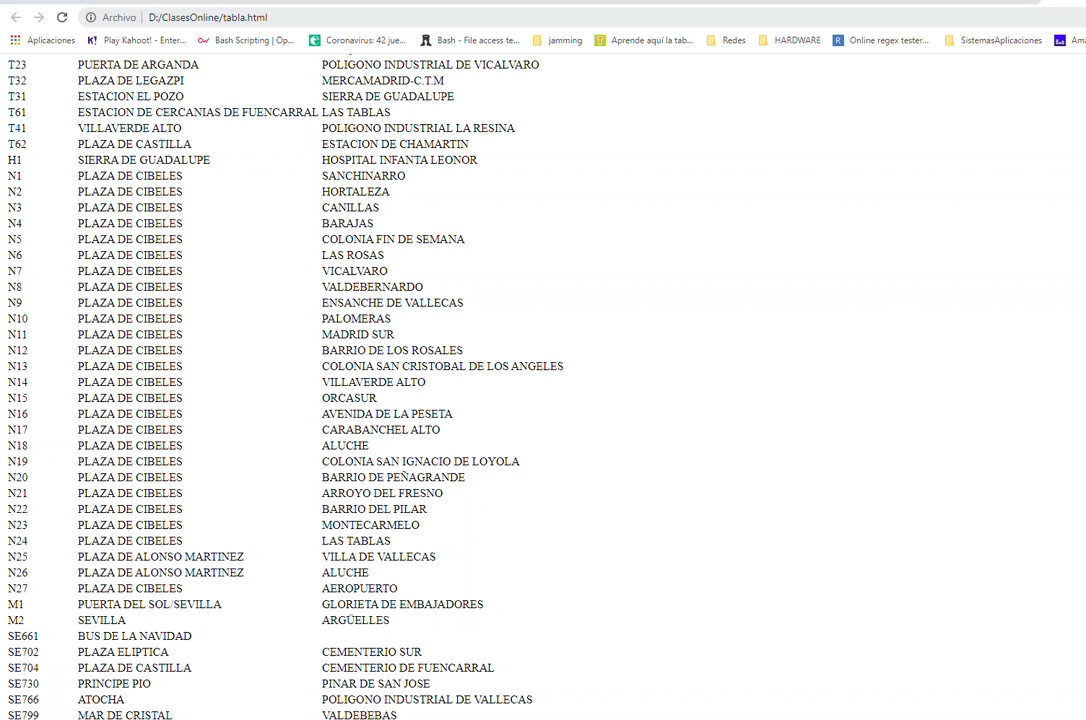 Archivo | D:/ClasesOnline/tabla.html
Aplicaciones K! Play Kahoot! - Enter... Bash Scripting | Op... Coronavirus: 42 jue... Bash - File access te... jamming T Aprende aquí la tab... Redes HARDWARE R Online regex tester... SistemasAplicaciones Ama
T23 PUERTA DE ARGANDA POLIGONO INDUSTRIAL DE VICALVARO
T32 PLAZA DE LEGAZPI MERCAMADRID-C.T.M
T31 ESTACION EL POZO SIERRA DE GUADALUPE
T61 ESTACION DE CERCANIAS DE FUENCARRAL LAS TABLAS
T41 VILLAVERDE ALTO POLIGONO INDUSTRIAL LA RESINA
T62 PLAZA DE CASTILLA ESTACION DE CHAMARTIN
H1 SIERRA DE GUADALUPE HOSPITAL INFANTA LEONOR
N1 PLAZA DE CIBELES SANCHINARRO
N2 PLAZA DE CIBELES HORTALEZA
N3 PLAZA DE CIBELES CANILLAS
N4 PLAZA DE CIBELES BARAJAS
N5 PLAZA DE CIBELES COLONIA FIN DE SEMANA
N6 PLAZA DE CIBELES LAS ROSAS
N7 PLAZA DE CIBELES VICALVARO
N8 PLAZA DE CIBELES VALDEBERNARDO
N9 PLAZA DE CIBELES ENSANCHE DE VALLECAS
N10 PLAZA DE CIBELES PALOMERAS
N11 PLAZA DE CIBELES MADRID SUR
N12 PLAZA DE CIBELES BARRIO DE LOS ROSALES
N13 PLAZA DE CIBELES COLONIA SAN CRISTOBAL DE LOS ANGELES
N14 PLAZA DE CIBELES VILLAVERDE ALTO
N15 PLAZA DE CIBELES ORCASUR
N16 PLAZA DE CIBELES AVENIDA DE LA PESETA
N17 PLAZA DE CIBELES CARABANCHEL ALTO
N18 PLAZA DE CIBELES ALUCHE
N19 PLAZA DE CIBELES COLONIA SAN IGNACIO DE LOYOLA
N20 PLAZA DE CIBELES BARRIO DE PEÑAGRANDE
N21 PLAZA DE CIBELES ARROYO DEL FRESNO
N22 PLAZA DE CIBELES BARRIO DEL PILAR
N23 PLAZA DE CIBELES MONTECARMELO
N24 PLAZA DE CIBELES LAS TABLAS
N25 PLAZA DE ALONSO MARTINEZ VILLA DE VALLECAS
N26 PLAZA DE ALONSO MARTINEZ ALUCHE
N27 PLAZA DE CIBELES AEROPUERTO
M1 PUERTA DEL SOL/SEVILLA GLORIETA DE EMBAJADORES
M2 SEVILLA ARGÜELLES
SE661 BUS DE LA NAVIDAD
SE702 PLAZA ELIPTICA CEMENTERIO SUR
SE704 PLAZA DE CASTILLA CEMENTERIO DE FUENCARRAL
SE730 PRINCIPE PIO PINAR DE SAN JOSE
SE766 ATOCHA POLIGONO INDUSTRIAL DE VALLECAS
SE799 MAR DE CRISTAL VALDEBEBAS